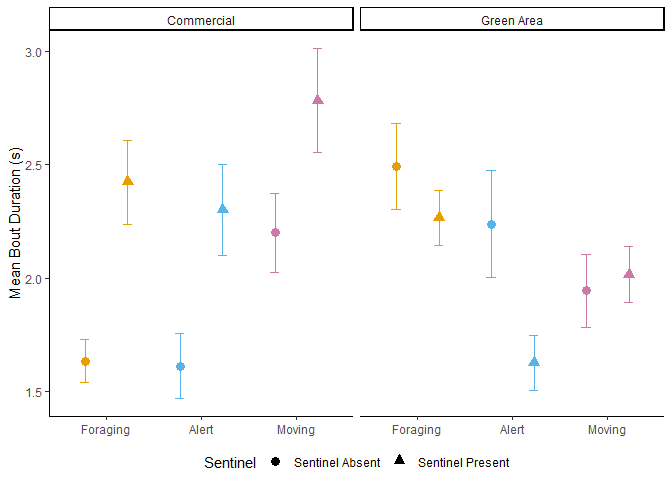 Commercial
Green Area
Mean Bout Duration (s)
3.0
2.5
2.0
1.5
Foraging
Alert
Moving
Foraging
Alert
Moving
Sentinel
Sentinel Absent
Sentinel Present